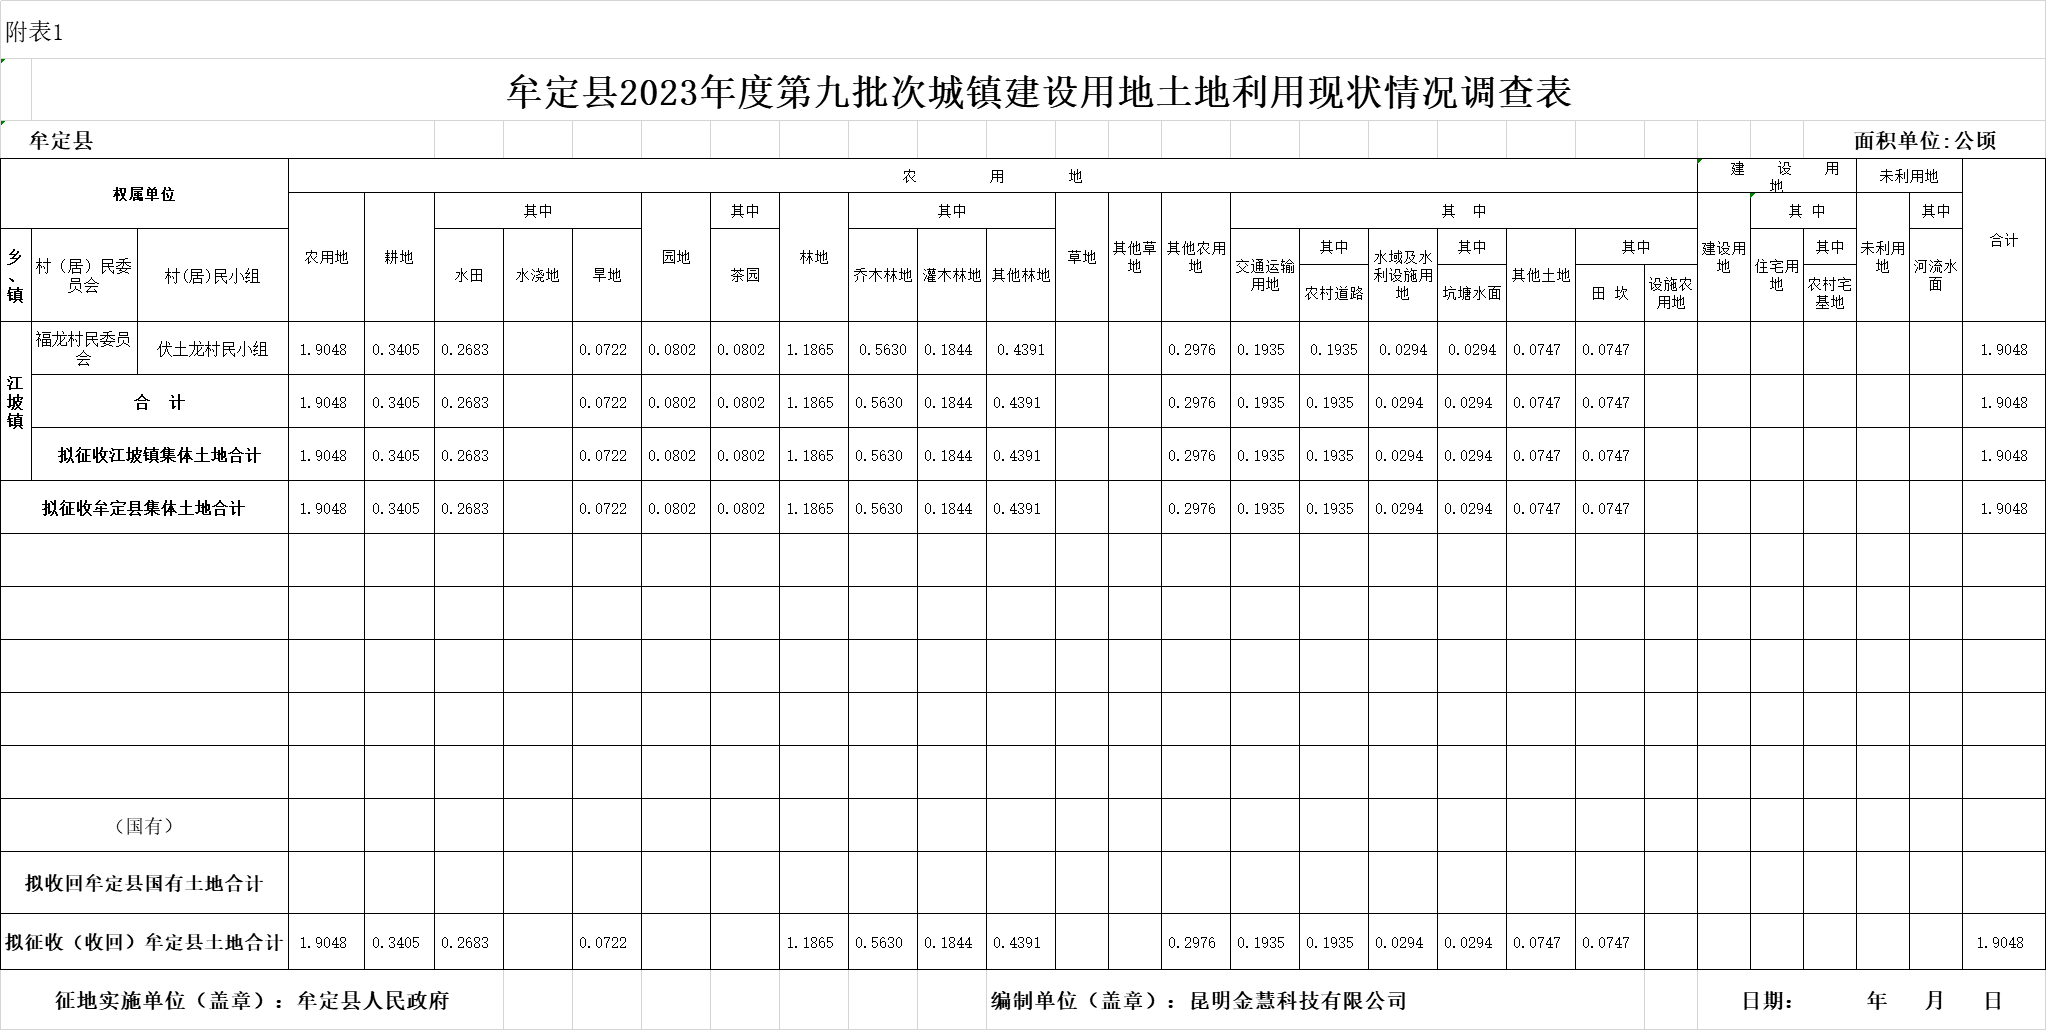 附表1
牟定县2023年度第九批次城镇建设用地土地利用现状情况调查表
牟定县 面积单位:公顷
权属单位 农 用 地 建 设 用 地 未利用地 合计
农用地 耕地 其中 园地 其中 林地 其中 草地 其他草地 其他农用地 其 中 建设用地 其 中 未利用地 其中
乡、镇 村（居）民委员会 村(居)民小组 水田 水浇地 旱地 茶园 乔木林地 灌木林地 其他林地 交通运输用地 其中 水域及水利设施用地 其中 其他土地 其中 住宅用地 其中 河流水面
农村道路 坑塘水面 田 坎 设施农用地 农村宅基地
江坡镇 福龙村民委员会 伏土龙村民小组 1.9048 0.3405 0.2683 0.0722 0.0802 0.0802 1.1865 0.5630 0.1844 0.4391 0.2976 0.1935 0.1935 0.0294 0.0294 0.0747 0.0747 1.9048
合 计 1.9048 0.3405 0.2683 0.0722 0.0802 0.0802 1.1865 0.5630 0.1844 0.4391 0.2976 0.1935 0.1935 0.0294 0.0294 0.0747 0.0747 1.9048
拟征收江坡镇集体土地合计 1.9048 0.3405 0.2683 0.0722 0.0802 0.0802 1.1865 0.5630 0.1844 0.4391 0.2976 0.1935 0.1935 0.0294 0.0294 0.0747 0.0747 1.9048
拟征收牟定县集体土地合计 1.9048 0.3405 0.2683 0.0722 0.0802 0.0802 1.1865 0.5630 0.1844 0.4391 0.2976 0.1935 0.1935 0.0294 0.0294 0.0747 0.0747 1.9048
（国有）
拟收回牟定县国有土地合计
拟征收（收回）牟定县土地合计 1.9048 0.3405 0.2683 0.0722 1.1865 0.5630 0.1844 0.4391 0.2976 0.1935 0.1935 0.0294 0.0294 0.0747 0.0747 1.9048
征地实施单位（盖章）: 牟定县人民政府 编制单位（盖章）: 昆明金慧科技有限公司 日期: 年 月 日